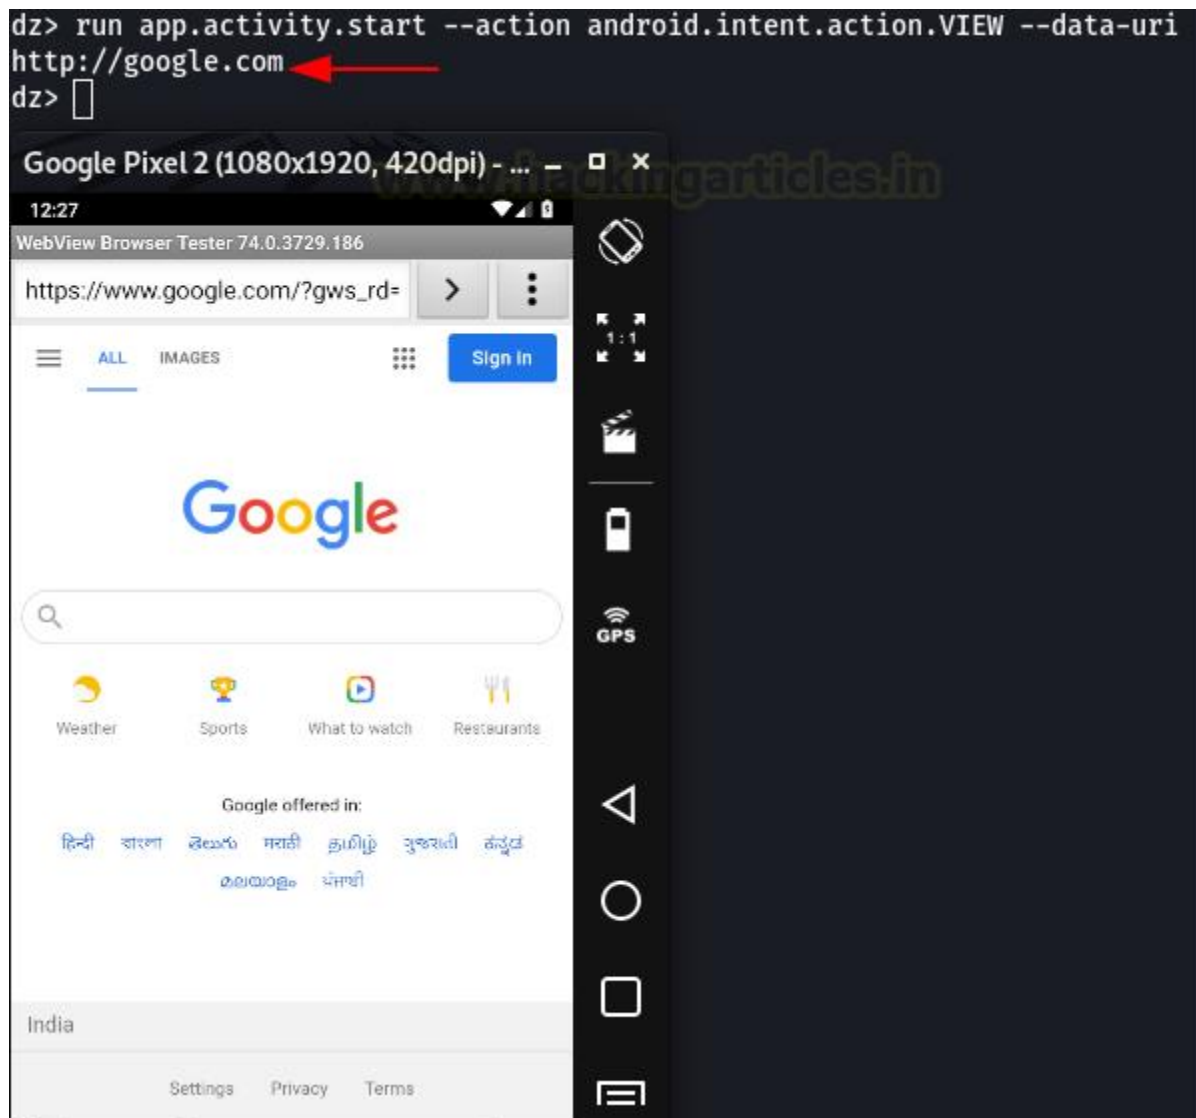 dz> run app.activity.start --action android.intent.action.VIEW --data-uri
http://google.com
dz>
Google Pixel 2 (1080x1920, 420dpi) - ...
www.hackingarticles.in
12:27
WebView Browser Tester 74.0.3729.186
https://www.google.com/?gws_rd=
ALL IMAGES Sign in
1:1
Google
GPS
Weather Sports What to watch Restaurants
Google offered in:
हिन्दी বাংলা తెలుగు मराठी தமிழ் ગુજરાતી ಕನ್ನಡ
മലയാളം ਪੰਜਾਬੀ
India
Settings Privacy Terms